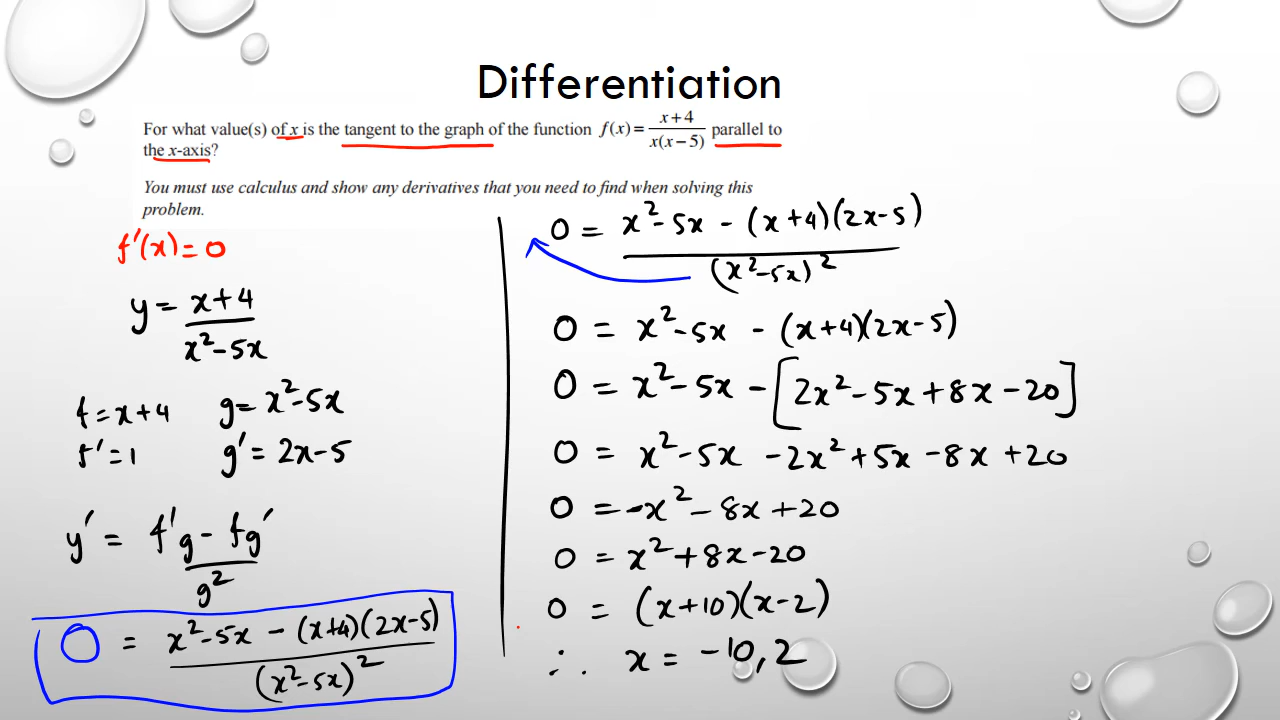 Differentiation
For what value(s) of x is the tangent to the graph of the function f(x) = (x+4)/(x(x−5)) parallel to
the x-axis?
You must use calculus and show any derivatives that you need to find when solving this
problem.
f'(x) = 0
y = (x+4)/(x²-5x)
f = x+4 g = x²-5x
f' = 1 g' = 2x-5
y' = (f'g - fg')/g²
0 = (x²-5x - (x+4)(2x-5))/(x²-5x)²
0 = (x²-5x - (x+4)(2x-5))/(x²-5x)²
0 = x²-5x - (x+4)(2x-5)
0 = x²-5x - [2x²-5x+8x-20]
0 = x²-5x -2x²+5x-8x+20
0 = -x²-8x+20
0 = x²+8x-20
0 = (x+10)(x-2)
∴ x = -10, 2